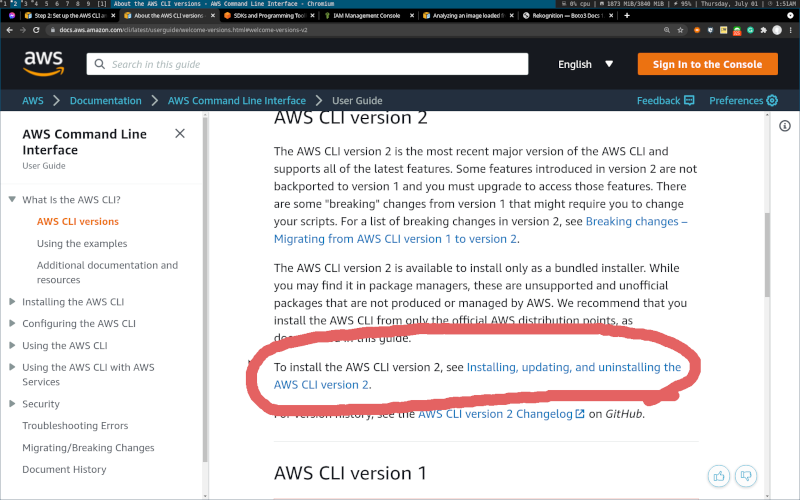 1 2 3 4 5 6 7 8 9 [1] About the AWS CLI versions - AWS Command Line Interface - Chromium
0% cpu | 1873 MiB/3840 MiB | 95% | Thursday, July 01 | 1:51AM
Step 2: Set up the AWS CLI an
About the AWS CLI versions -
SDKs and Programming Tool
IAM Management Console
Analyzing an image loaded f
Rekognition — Boto3 Docs 1
docs.aws.amazon.com/cli/latest/userguide/welcome-versions.html#welcome-versions-v2
aws
Search in this guide
English
Sign In to the Console
AWS > Documentation > AWS Command Line Interface > User Guide
Feedback
Preferences
AWS Command Line
Interface
User Guide
What Is the AWS CLI?
AWS CLI versions
Using the examples
Additional documentation and
resources
Installing the AWS CLI
Configuring the AWS CLI
Using the AWS CLI
Using the AWS CLI with AWS
Services
Security
Troubleshooting Errors
Migrating/Breaking Changes
Document History
AWS CLI version 2
The AWS CLI version 2 is the most recent major version of the AWS CLI and
supports all of the latest features. Some features introduced in version 2 are not
backported to version 1 and you must upgrade to access those features. There
are some "breaking" changes from version 1 that might require you to change
your scripts. For a list of breaking changes in version 2, see Breaking changes –
Migrating from AWS CLI version 1 to version 2.
The AWS CLI version 2 is available to install only as a bundled installer. While
you may find it in package managers, these are unsupported and unofficial
packages that are not produced or managed by AWS. We recommend that you
install the AWS CLI from only the official AWS distribution points, as
in this guide.
To install the AWS CLI version 2, see Installing, updating, and uninstalling the
AWS CLI version 2.
For version history, see the AWS CLI version 2 Changelog on GitHub.
AWS CLI version 1